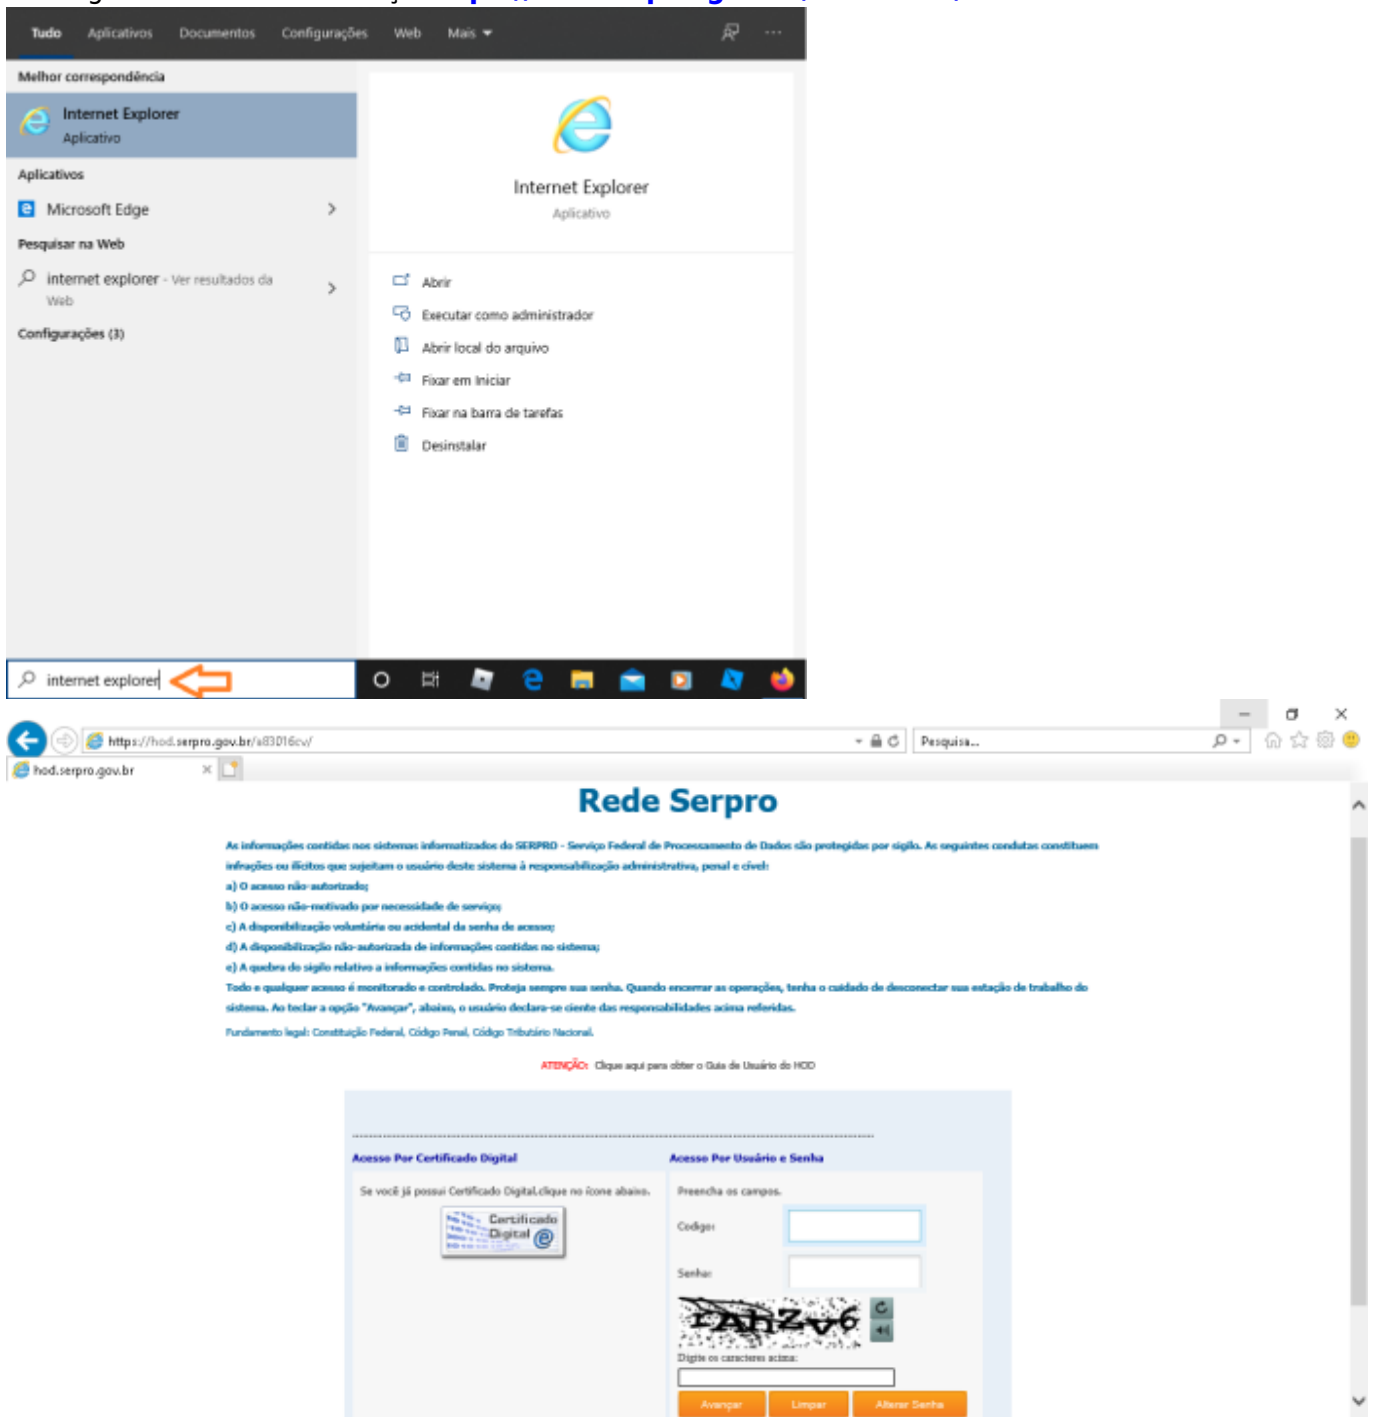 Tudo Aplicativos Documentos Configurações Web Mais
Melhor correspondência
Internet Explorer
Aplicativo
Aplicativos
Microsoft Edge
Pesquisar na Web
internet explorer - Ver resultados da
Web
Configurações (3)
Internet Explorer
Aplicativo
Abrir
Executar como administrador
Abrir local do arquivo
Fixar em Iniciar
Fixar na barra de tarefas
Desinstalar
internet explorer
https://hod.serpro.gov.br/a83016cv/
Pesquisa...
hod.serpro.gov.br
Rede Serpro
As informações contidas nos sistemas informatizados do SERPRO - Serviço Federal de Processamento de Dados são protegidas por sigilo. As seguintes condutas constituem
infrações ou ilícitos que sujeitam o usuário deste sistema à responsabilização administrativa, penal e cível:
a) O acesso não-autorizado;
b) O acesso não-motivado por necessidade de serviço;
c) A disponibilização voluntária ou acidental da senha de acesso;
d) A disponibilização não-autorizada de informações contidas no sistema;
e) A quebra do sigilo relativo a informações contidas no sistema.
Todo e qualquer acesso é monitorado e controlado. Proteja sempre sua senha. Quando encerrar as operações, tenha o cuidado de desconectar sua estação de trabalho do
sistema. Ao teclar a opção "Avançar", abaixo, o usuário declara-se ciente das responsabilidades acima referidas.
Fundamento legal: Constituição Federal, Código Penal, Código Tributário Nacional.
ATENÇÃO: Clique aqui para obter o Guia de Usuário do HOD
Acesso Por Certificado Digital
Acesso Por Usuário e Senha
Se você já possui Certificado Digital,clique no ícone abaixo.
Certificado
Digital
Preencha os campos.
Codigo:
Senha:
rAhZv6
Digite os caracteres acima:
Avançar Limpar Alterar Senha